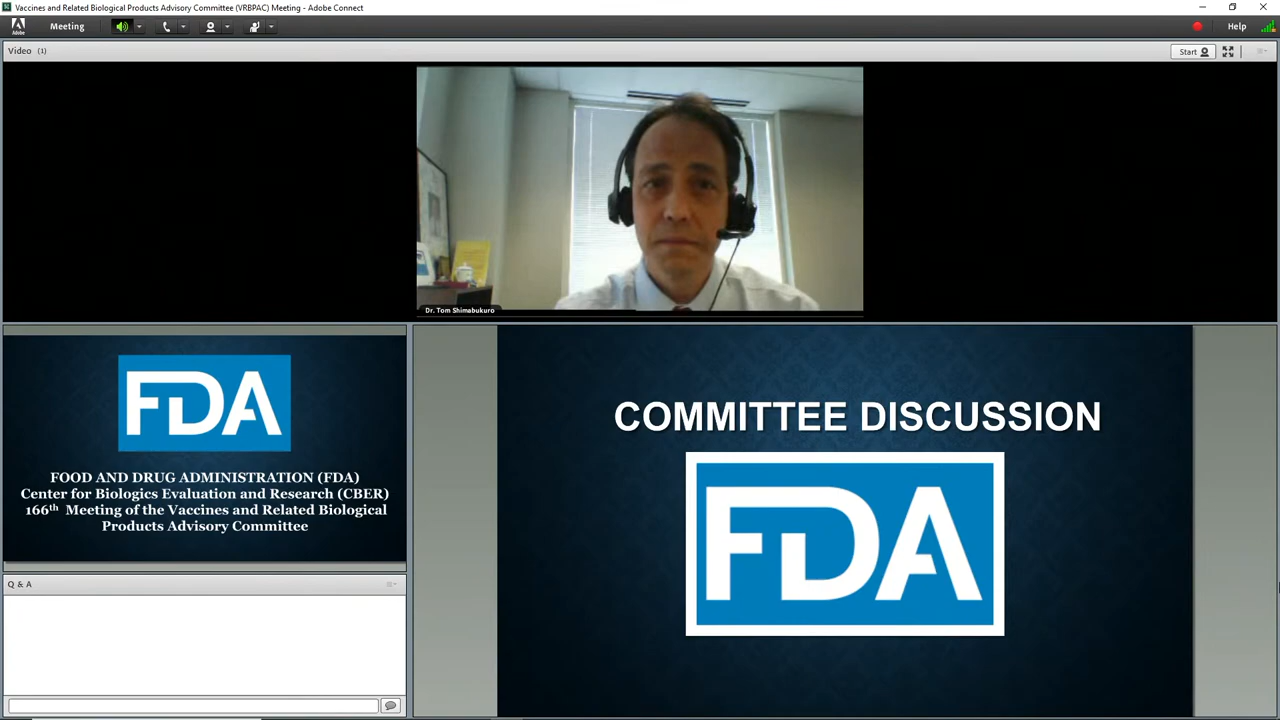 Vaccines and Related Biological Products Advisory Committee (VRBPAC) Meeting - Adobe Connect
Adobe
Meeting
Help
Video (1)
Start
Dr. Tom Shimabukuro
FDA
FOOD AND DRUG ADMINISTRATION (FDA)
Center for Biologics Evaluation and Research (CBER)
166th Meeting of the Vaccines and Related Biological
Products Advisory Committee
Q & A
COMMITTEE DISCUSSION
FDA